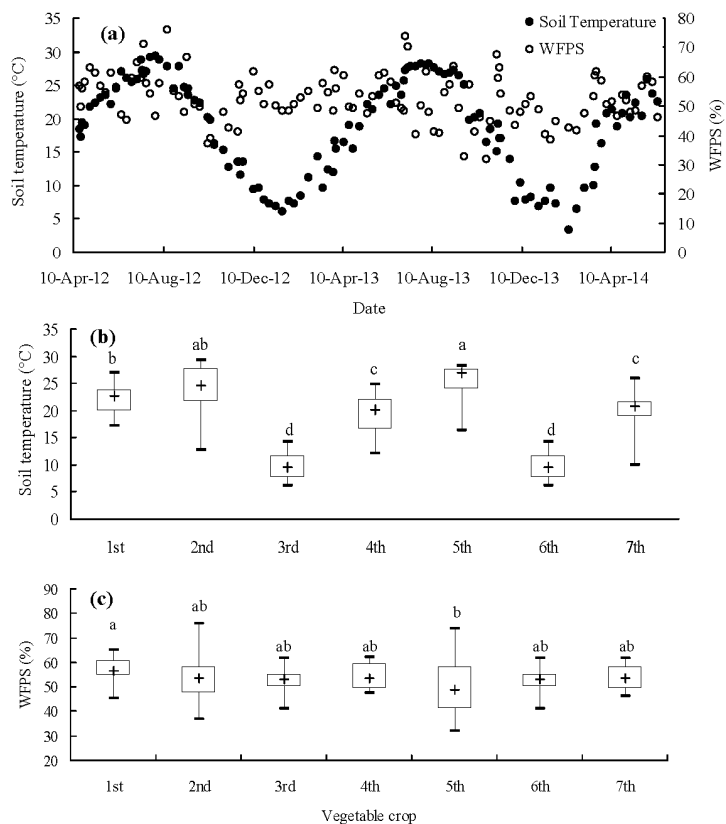 (a)
Soil Temperature
WFPS
Soil temperature (°C)
35
30
25
20
15
10
5
0
80
70
60
50
40
30
20
10
0
WFPS (%)
10-Apr-12 10-Aug-12 10-Dec-12 10-Apr-13 10-Aug-13 10-Dec-13 10-Apr-14
Date
(b)
Soil temperature (°C)
35
30
25
20
15
10
5
0
b ab d c a d c
1st 2nd 3rd 4th 5th 6th 7th
(c)
WFPS (%)
90
80
70
60
50
40
30
20
a ab ab ab b ab ab
1st 2nd 3rd 4th 5th 6th 7th
Vegetable crop